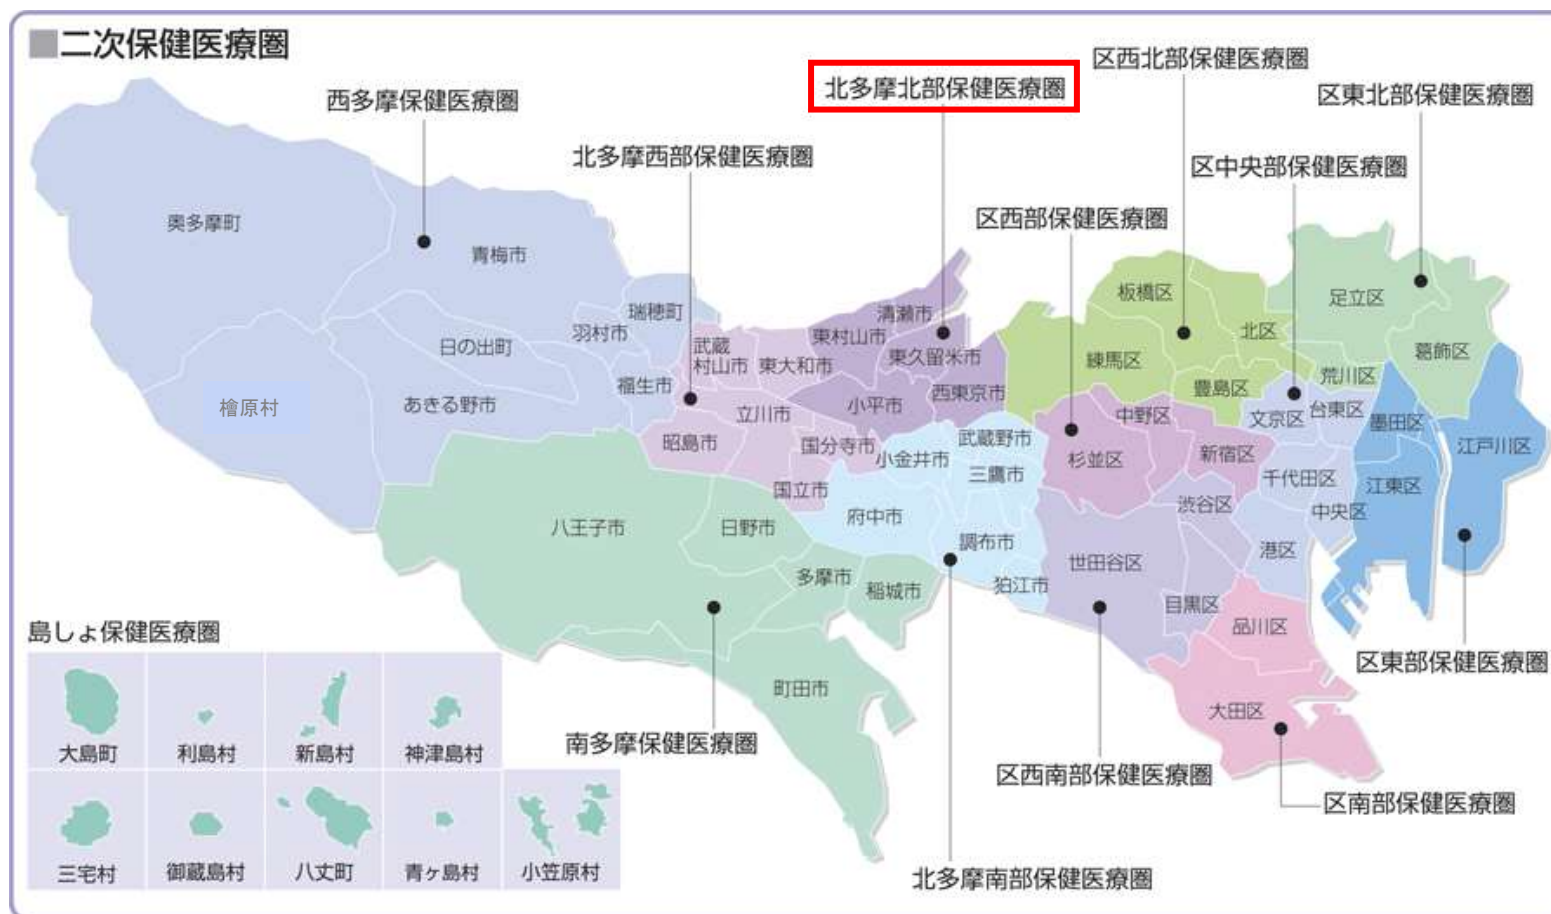 ■二次保健医療圏
区西北部保健医療圏
北多摩北部保健医療圏
西多摩保健医療圏
区東北部保健医療圏
北多摩西部保健医療圏
区中央部保健医療圏
区西部保健医療圏
奥多摩町
青梅市
瑞穂町
羽村市
日の出町
福生市
あきる野市
檜原村
武蔵
村山市
東大和市
東村山市
清瀬市
東久留米市
西東京市
小平市
立川市
昭島市
国分寺市
国立市
小金井市
武蔵野市
三鷹市
府中市
調布市
狛江市
八王子市
日野市
多摩市
稲城市
町田市
板橋区
北区
練馬区
豊島区
足立区
葛飾区
荒川区
中野区
杉並区
新宿区
文京区
台東区
墨田区
江戸川区
千代田区
江東区
渋谷区
中央区
港区
世田谷区
目黒区
品川区
大田区
区東部保健医療圏
南多摩保健医療圏
区西南部保健医療圏
区南部保健医療圏
北多摩南部保健医療圏
島しょ保健医療圏
大島町
利島村
新島村
神津島村
三宅村
御蔵島村
八丈町
青ヶ島村
小笠原村